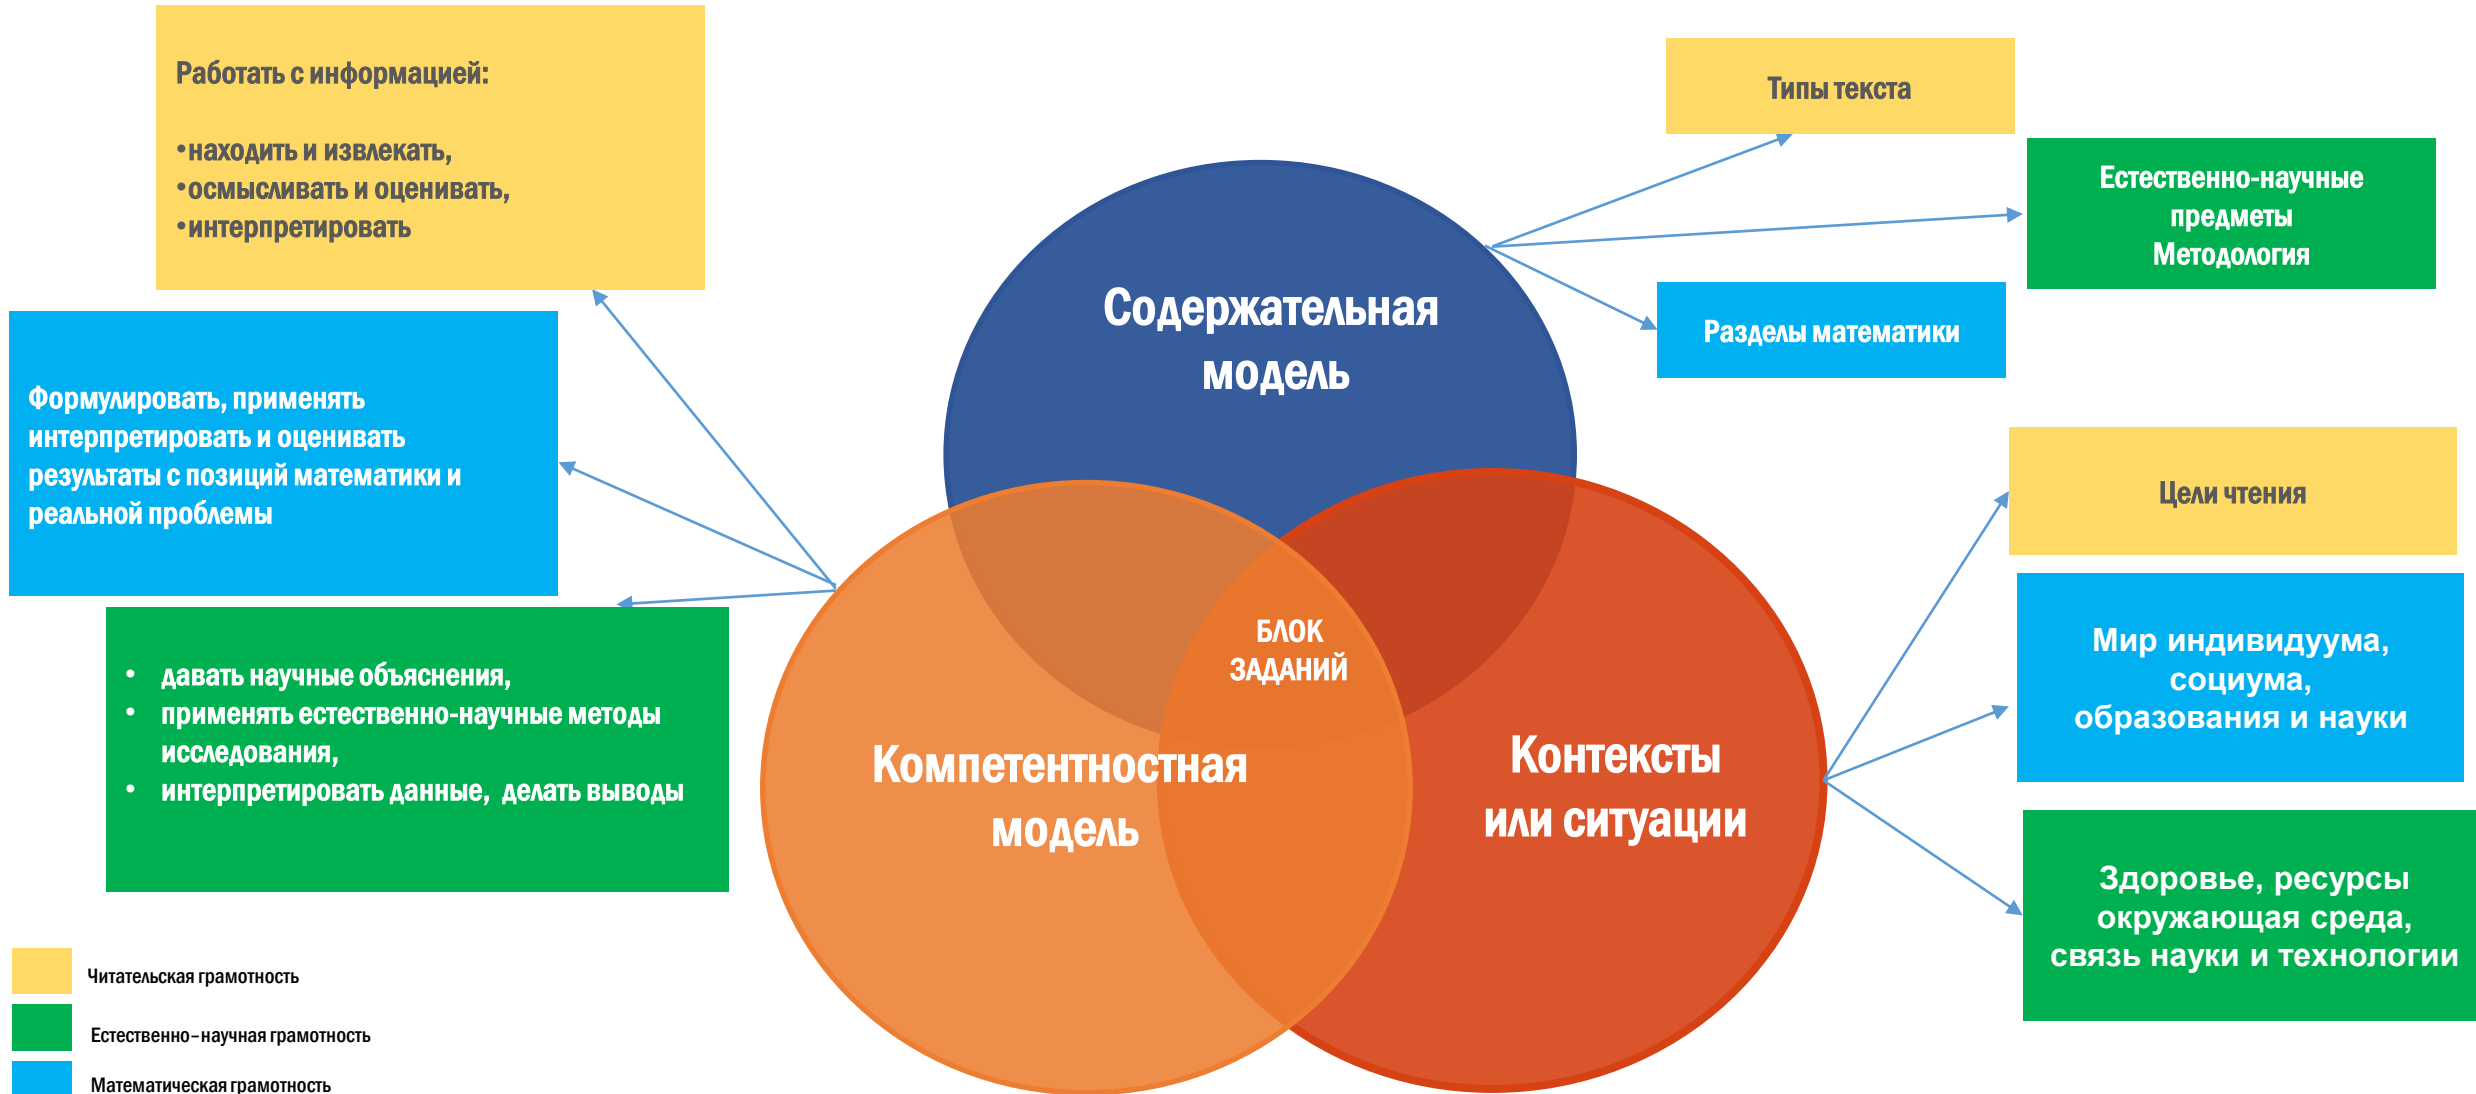 Работать с информацией:
•находить и извлекать,
•осмысливать и оценивать,
•интерпретировать
Формулировать, применять
интерпретировать и оценивать
результаты с позиций математики и
реальной проблемы
• давать научные объяснения,
• применять естественно-научные методы
исследования,
• интерпретировать данные, делать выводы
Содержательная
модель
БЛОК
ЗАДАНИЙ
Компетентностная
модель
Контексты
или ситуации
Типы текста
Естественно-научные
предметы
Методология
Разделы математики
Цели чтения
Мир индивидуума,
социума,
образования и науки
Здоровье, ресурсы
окружающая среда,
связь науки и технологии
Читательская грамотность
Естественно–научная грамотность
Математическая грамотность